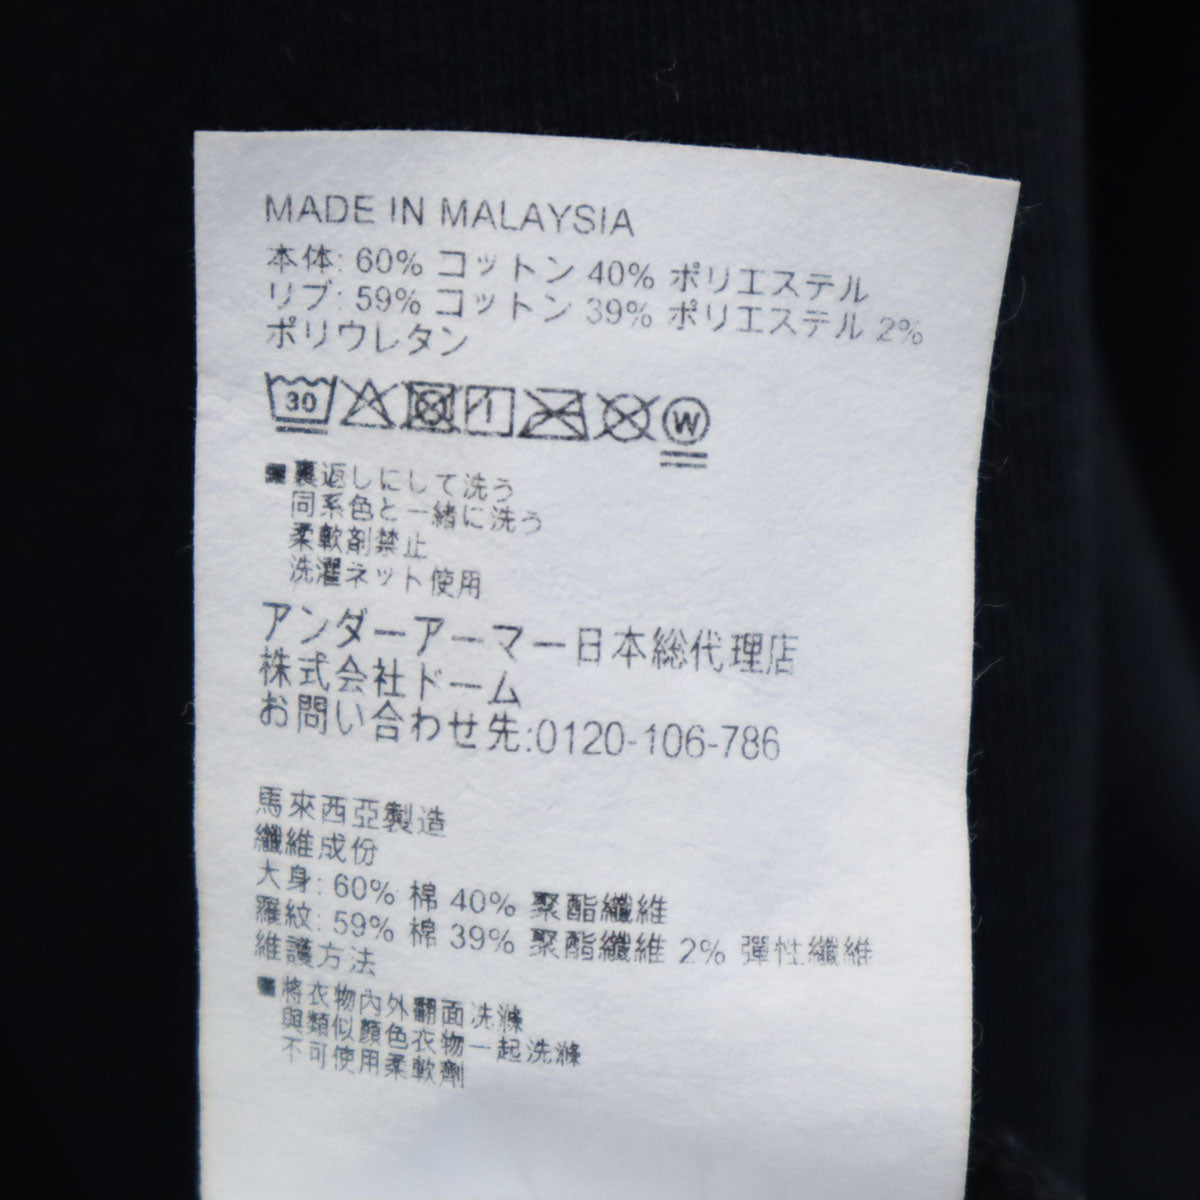 MADE IN MALAYSIA
本体: 60% コットン 40% ポリエステル
リブ: 59% コットン 39% ポリエステル 2%
ポリウレタン
30 W
■裏返しにして洗う
同系色と一緒に洗う
柔軟剤禁止
洗濯ネット使用
アンダーアーマー日本総代理店
株式会社ドーム
お問い合わせ先:0120-106-786
馬來西亞製造
纖維成份
大身: 60% 棉 40% 聚酯纖維
羅紋: 59% 棉 39% 聚酯纖維 2% 彈性纖維
維護方法
■將衣物內外翻面洗滌
與類似顏色衣物一起洗滌
不可使用柔軟劑